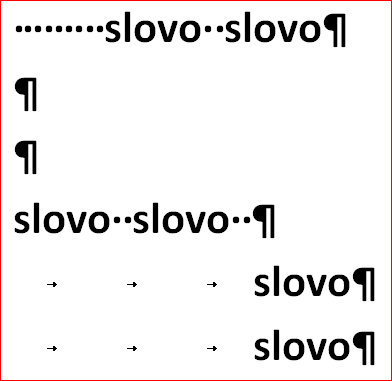 ·········slovo··slovo¶
¶
¶
slovo··slovo··¶
→ → → slovo¶
→ → → slovo¶